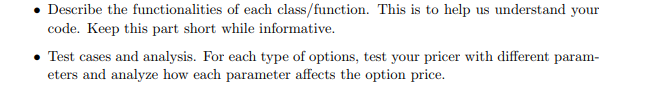 • Describe the functionalities of each class/function. This is to help us understand your
code. Keep this part short while informative.
• Test cases and analysis. For each type of options, test your pricer with different param-
eters and analyze how each parameter affects the option price.